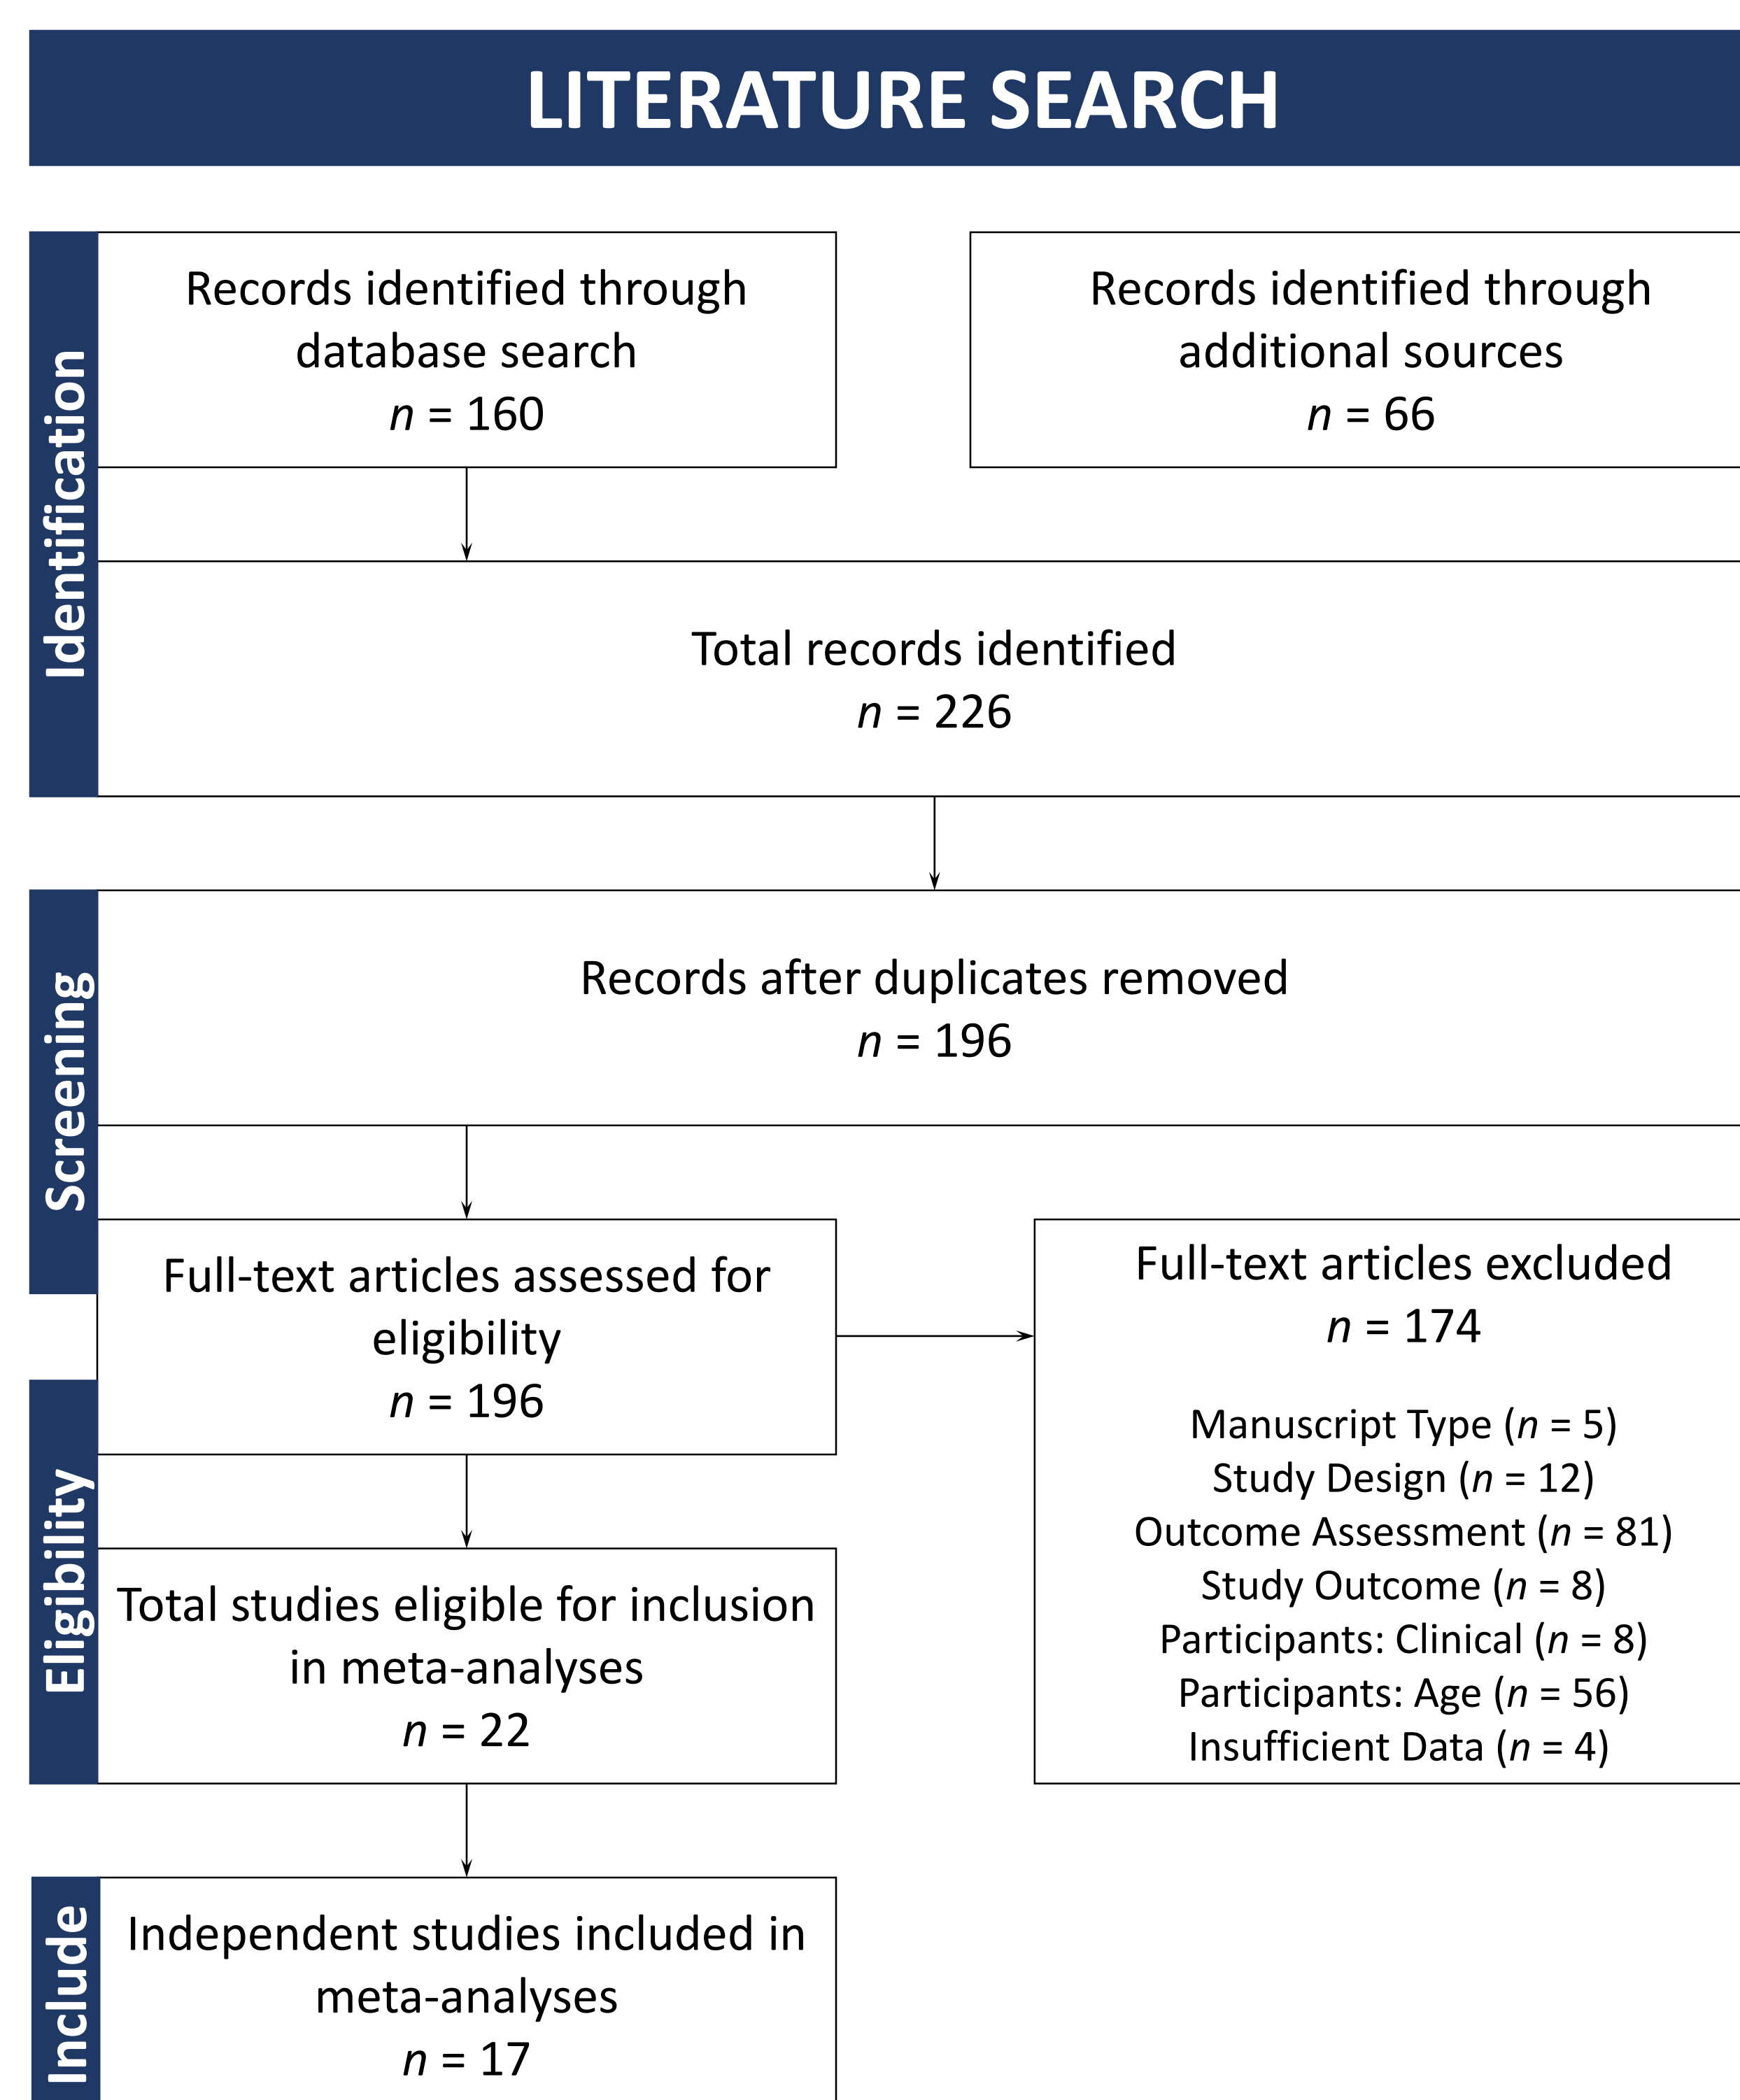 LITERATURE SEARCH
Identification
Records identified through
database search
n = 160
Records identified through
additional sources
n = 66
Total records identified
n = 226
Screening
Records after duplicates removed
n = 196
Full-text articles assessed for
eligibility
n = 196
Full-text articles excluded
n = 174
Manuscript Type (n = 5)
Study Design (n = 12)
Outcome Assessment (n = 81)
Study Outcome (n = 8)
Participants: Clinical (n = 8)
Participants: Age (n = 56)
Insufficient Data (n = 4)
Eligibility
Total studies eligible for inclusion
in meta-analyses
n = 22
Include
Independent studies included in
meta-analyses
n = 17